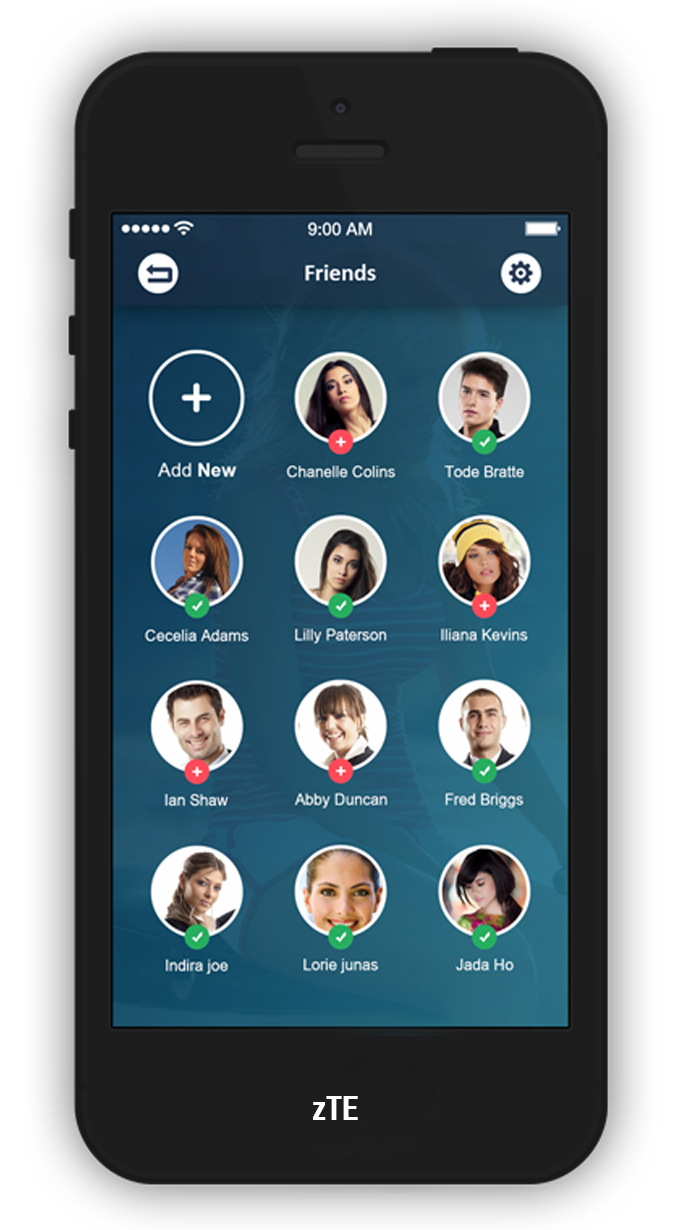 9:00 AM
Friends
Add New
Chanelle Colins
Tode Bratte
Cecelia Adams
Lilly Paterson
Iliana Kevins
Ian Shaw
Abby Duncan
Fred Briggs
Indira joe
Lorie junas
Jada Ho
zTE